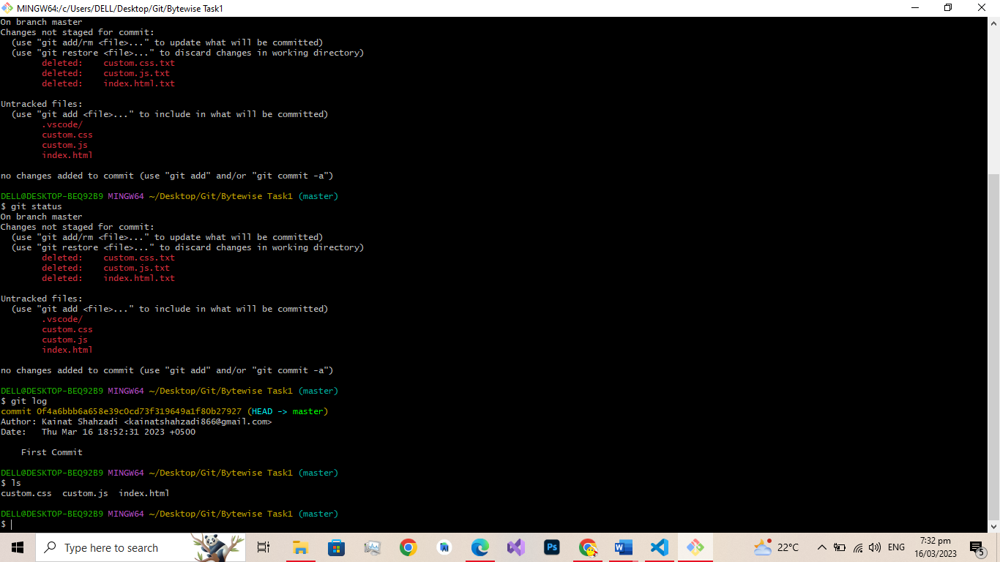 MINGW64:/c/Users/DELL/Desktop/Git/Bytewise Task1
On branch master
Changes not staged for commit:
  (use "git add/rm <file>..." to update what will be committed)
  (use "git restore <file>..." to discard changes in working directory)
        deleted:    custom.css.txt
        deleted:    custom.js.txt
        deleted:    index.html.txt

Untracked files:
  (use "git add <file>..." to include in what will be committed)
        .vscode/
        custom.css
        custom.js
        index.html

no changes added to commit (use "git add" and/or "git commit -a")

DELL@DESKTOP-BEQ92B9 MINGW64 ~/Desktop/Git/Bytewise Task1 (master)
$ git status
On branch master
Changes not staged for commit:
  (use "git add/rm <file>..." to update what will be committed)
  (use "git restore <file>..." to discard changes in working directory)
        deleted:    custom.css.txt
        deleted:    custom.js.txt
        deleted:    index.html.txt

Untracked files:
  (use "git add <file>..." to include in what will be committed)
        .vscode/
        custom.css
        custom.js
        index.html

no changes added to commit (use "git add" and/or "git commit -a")

DELL@DESKTOP-BEQ92B9 MINGW64 ~/Desktop/Git/Bytewise Task1 (master)
$ git log
commit 0f4a6bbb6a658e39c0cd73f319649a1f80b27927 (HEAD -> master)
Author: Kainat Shahzadi <kainatshahzadi866@gmail.com>
Date:   Thu Mar 16 18:52:31 2023 +0500

    First Commit

DELL@DESKTOP-BEQ92B9 MINGW64 ~/Desktop/Git/Bytewise Task1 (master)
$ ls
custom.css  custom.js  index.html

DELL@DESKTOP-BEQ92B9 MINGW64 ~/Desktop/Git/Bytewise Task1 (master)
$
Type here to search
Ps
W
22°C
ENG
7:32 pm
16/03/2023
5